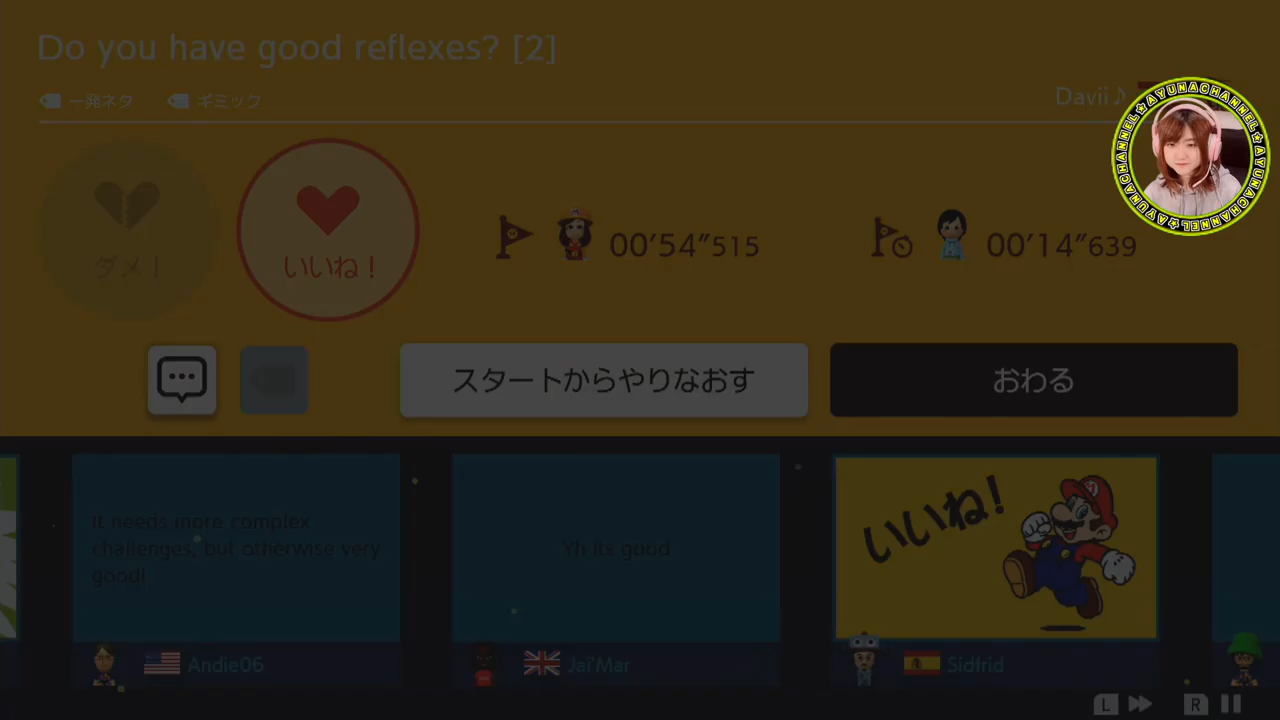 Do you have good reflexes? [2]
一発ネタ ギミック
Davii♪
☆AYUNACHANNEL☆AYUNACHANNEL☆AYUNACHANNEL
ダメ！
いいね！
00′54″515
00′14″639
スタートからやりなおす
おわる
It needs more complex
challenges, but otherwise very
good!
Yh its good
いいね!
Andie06
Jai'Mar
Sidfrid
L
R